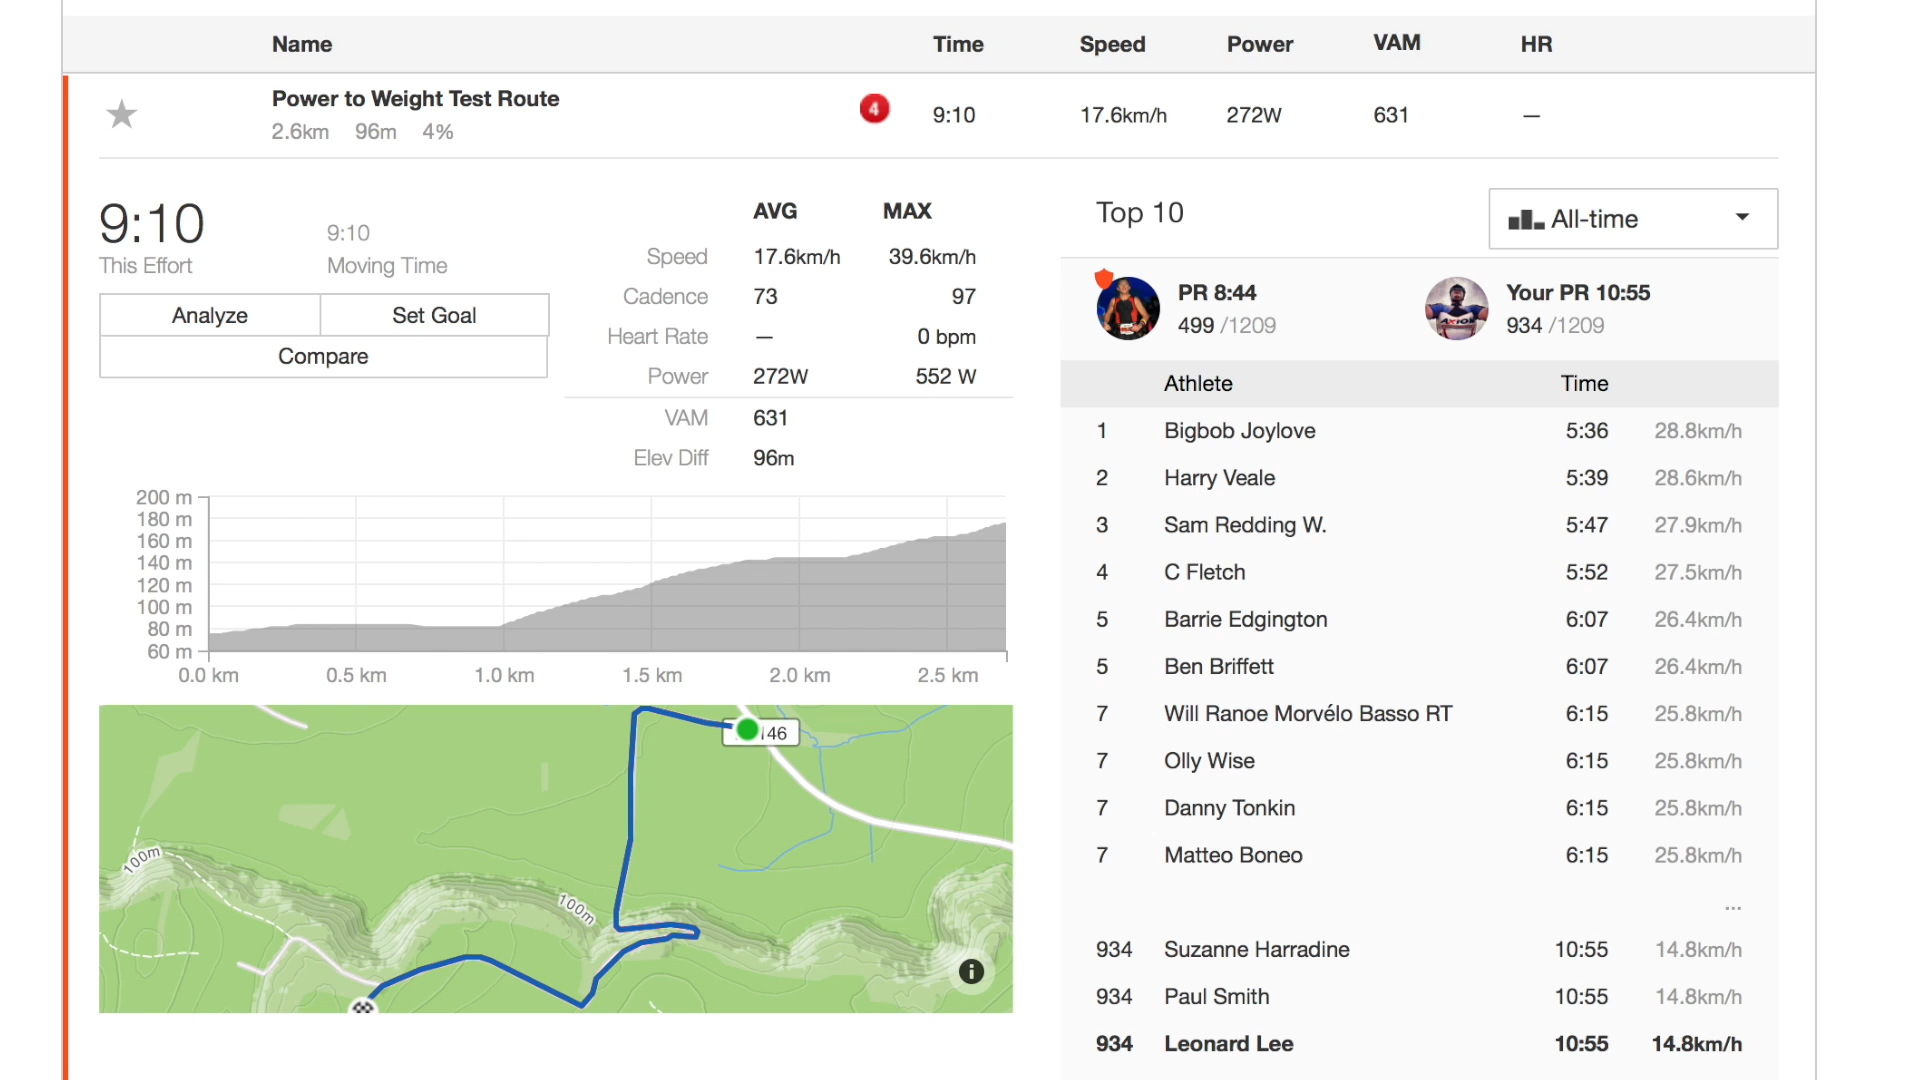 Name Time Speed Power VAM HR
Power to Weight Test Route 4 9:10 17.6km/h 272W 631 —
2.6km 96m 4%
9:10
This Effort
9:10
Moving Time
Analyze Set Goal
Compare
AVG MAX
Speed 17.6km/h 39.6km/h
Cadence 73 97
Heart Rate — 0 bpm
Power 272W 552 W
VAM 631
Elev Diff 96m
200 m
180 m
160 m
140 m
120 m
100 m
80 m
60 m
0.0 km 0.5 km 1.0 km 1.5 km 2.0 km 2.5 km
146
100m
100m
Top 10 All-time
PR 8:44
499 /1209
Your PR 10:55
934 /1209
Athlete Time
1 Bigbob Joylove 5:36 28.8km/h
2 Harry Veale 5:39 28.6km/h
3 Sam Redding W. 5:47 27.9km/h
4 C Fletch 5:52 27.5km/h
5 Barrie Edgington 6:07 26.4km/h
5 Ben Briffett 6:07 26.4km/h
7 Will Ranoe Morvélo Basso RT 6:15 25.8km/h
7 Olly Wise 6:15 25.8km/h
7 Danny Tonkin 6:15 25.8km/h
7 Matteo Boneo 6:15 25.8km/h
...
934 Suzanne Harradine 10:55 14.8km/h
934 Paul Smith 10:55 14.8km/h
934 Leonard Lee 10:55 14.8km/h